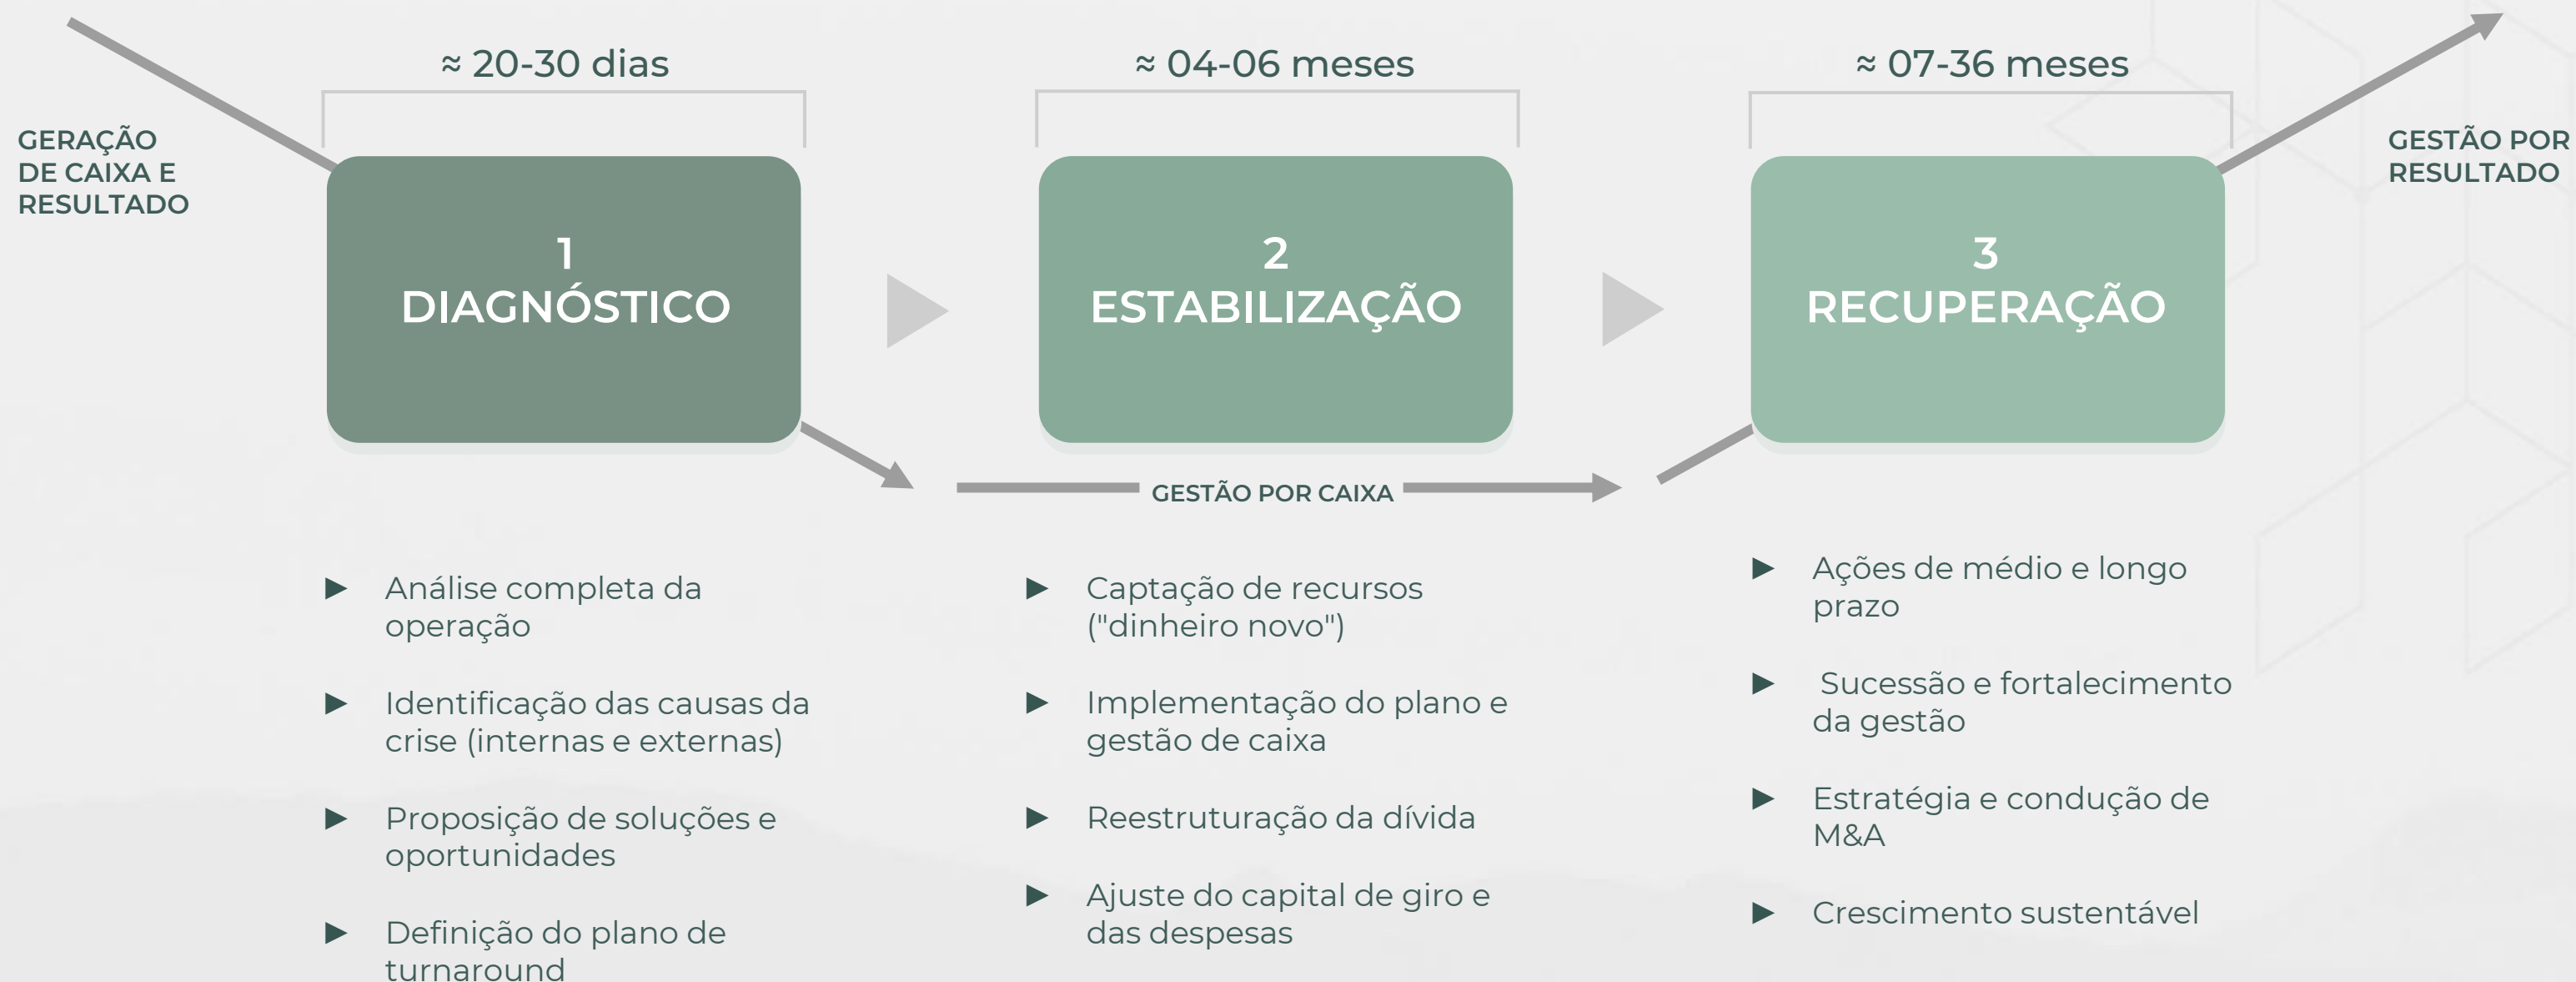 ≈ 20-30 dias
≈ 04-06 meses
≈ 07-36 meses
GERAÇÃO
DE CAIXA E
RESULTADO
GESTÃO POR
RESULTADO
1
DIAGNÓSTICO
2
ESTABILIZAÇÃO
3
RECUPERAÇÃO
GESTÃO POR CAIXA
► Análise completa da
operação
► Identificação das causas da
crise (internas e externas)
► Proposição de soluções e
oportunidades
► Definição do plano de
turnaround
► Captação de recursos
("dinheiro novo")
► Implementação do plano e
gestão de caixa
► Reestruturação da dívida
► Ajuste do capital de giro e
das despesas
► Ações de médio e longo
prazo
► Sucessão e fortalecimento
da gestão
► Estratégia e condução de
M&A
► Crescimento sustentável